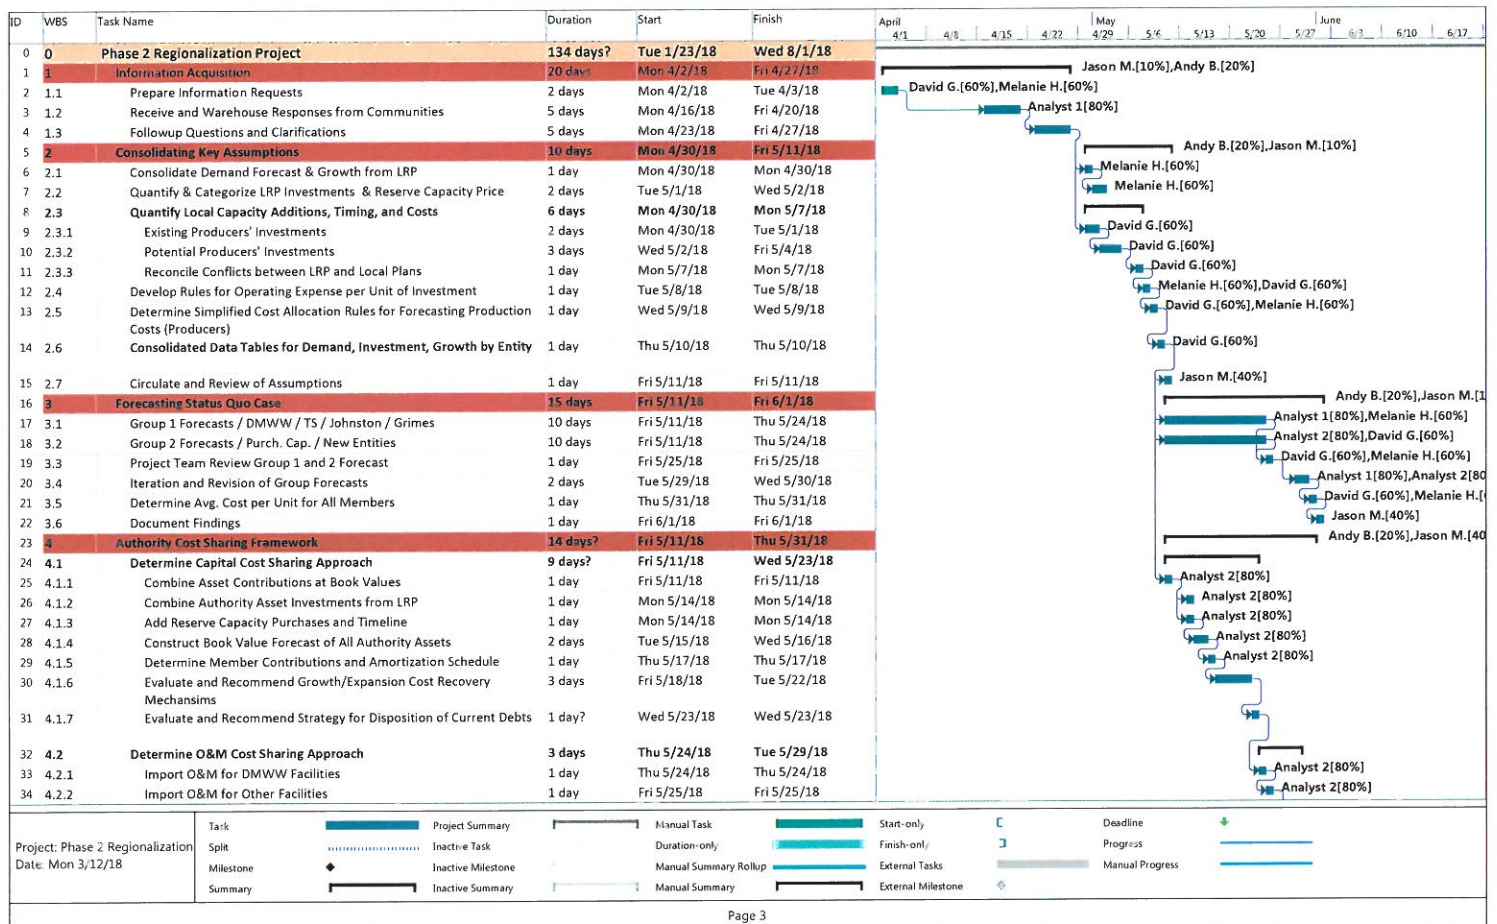 ID WBS Task Name Duration Start Finish April May June
4/1 4/8 4/15 4/22 4/29 5/6 5/13 5/20 5/27 6/3 6/10 6/17
0 0 Phase 2 Regionalization Project 134 days? Tue 1/23/18 Wed 8/1/18
1 1 Information Acquisition 20 days Mon 4/2/18 Fri 4/27/18 Jason M.[10%],Andy B.[20%]
2 1.1 Prepare Information Requests 2 days Mon 4/2/18 Tue 4/3/18 David G.[60%],Melanie H.[60%]
3 1.2 Receive and Warehouse Responses from Communities 5 days Mon 4/16/18 Fri 4/20/18 Analyst 1[80%]
4 1.3 Followup Questions and Clarifications 5 days Mon 4/23/18 Fri 4/27/18
5 2 Consolidating Key Assumptions 10 days Mon 4/30/18 Fri 5/11/18 Andy B.[20%],Jason M.[10%]
6 2.1 Consolidate Demand Forecast & Growth from LRP 1 day Mon 4/30/18 Mon 4/30/18 Melanie H.[60%]
7 2.2 Quantify & Categorize LRP Investments & Reserve Capacity Price 2 days Tue 5/1/18 Wed 5/2/18 Melanie H.[60%]
8 2.3 Quantify Local Capacity Additions, Timing, and Costs 6 days Mon 4/30/18 Mon 5/7/18
9 2.3.1 Existing Producers' Investments 2 days Mon 4/30/18 Tue 5/1/18 David G.[60%]
10 2.3.2 Potential Producers' Investments 3 days Wed 5/2/18 Fri 5/4/18 David G.[60%]
11 2.3.3 Reconcile Conflicts between LRP and Local Plans 1 day Mon 5/7/18 Mon 5/7/18 David G.[60%]
12 2.4 Develop Rules for Operating Expense per Unit of Investment 1 day Tue 5/8/18 Tue 5/8/18 Melanie H.[60%],David G.[60%]
13 2.5 Determine Simplified Cost Allocation Rules for Forecasting Production 1 day Wed 5/9/18 Wed 5/9/18 David G.[60%],Melanie H.[60%]
Costs (Producers)
14 2.6 Consolidated Data Tables for Demand, Investment, Growth by Entity 1 day Thu 5/10/18 Thu 5/10/18 David G.[60%]
15 2.7 Circulate and Review of Assumptions 1 day Fri 5/11/18 Fri 5/11/18 Jason M.[40%]
16 3 Forecasting Status Quo Case 15 days Fri 5/11/18 Fri 6/1/18 Andy B.[20%],Jason M.[1
17 3.1 Group 1 Forecasts / DMWW / TS / Johnston / Grimes 10 days Fri 5/11/18 Thu 5/24/18 Analyst 1[80%],Melanie H.[60%]
18 3.2 Group 2 Forecasts / Purch. Cap. / New Entities 10 days Fri 5/11/18 Thu 5/24/18 Analyst 2[80%],David G.[60%]
19 3.3 Project Team Review Group 1 and 2 Forecast 1 day Fri 5/25/18 Fri 5/25/18 David G.[60%],Melanie H.[60%]
20 3.4 Iteration and Revision of Group Forecasts 2 days Tue 5/29/18 Wed 5/30/18 Analyst 1[80%],Analyst 2[80
21 3.5 Determine Avg. Cost per Unit for All Members 1 day Thu 5/31/18 Thu 5/31/18 David G.[60%],Melanie H.[
22 3.6 Document Findings 1 day Fri 6/1/18 Fri 6/1/18 Jason M.[40%]
23 4 Authority Cost Sharing Framework 14 days? Fri 5/11/18 Thu 5/31/18 Andy B.[20%],Jason M.[40
24 4.1 Determine Capital Cost Sharing Approach 9 days? Fri 5/11/18 Wed 5/23/18
25 4.1.1 Combine Asset Contributions at Book Values 1 day Fri 5/11/18 Fri 5/11/18 Analyst 2[80%]
26 4.1.2 Combine Authority Asset Investments from LRP 1 day Mon 5/14/18 Mon 5/14/18 Analyst 2[80%]
27 4.1.3 Add Reserve Capacity Purchases and Timeline 1 day Mon 5/14/18 Mon 5/14/18 Analyst 2[80%]
28 4.1.4 Construct Book Value Forecast of All Authority Assets 2 days Tue 5/15/18 Wed 5/16/18 Analyst 2[80%]
29 4.1.5 Determine Member Contributions and Amortization Schedule 1 day Thu 5/17/18 Thu 5/17/18 Analyst 2[80%]
30 4.1.6 Evaluate and Recommend Growth/Expansion Cost Recovery 3 days Fri 5/18/18 Tue 5/22/18
Mechansims
31 4.1.7 Evaluate and Recommend Strategy for Disposition of Current Debts 1 day? Wed 5/23/18 Wed 5/23/18
32 4.2 Determine O&M Cost Sharing Approach 3 days Thu 5/24/18 Tue 5/29/18
33 4.2.1 Import O&M for DMWW Facilities 1 day Thu 5/24/18 Thu 5/24/18 Analyst 2[80%]
34 4.2.2 Import O&M for Other Facilities 1 day Fri 5/25/18 Fri 5/25/18 Analyst 2[80%]
Project: Phase 2 Regionalization
Date: Mon 3/12/18
Task Project Summary Manual Task Start-only Deadline
Split Inactive Task Duration-only Finish-only Progress
Milestone Inactive Milestone Manual Summary Rollup External Tasks Manual Progress
Summary Inactive Summary Manual Summary External Milestone
Page 3